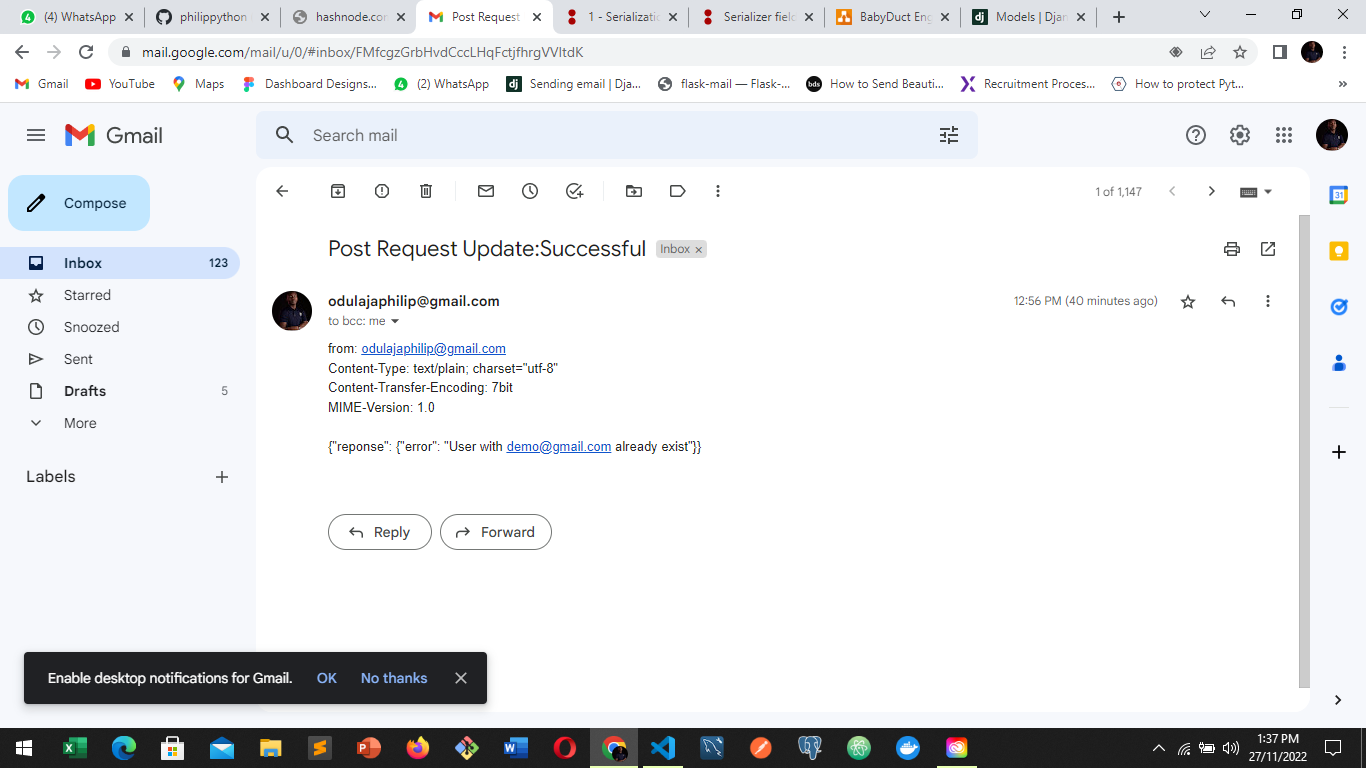 (4) WhatsApp
philippython
hashnode.con
Post Request
1 - Serializatio
Serializer field
BabyDuct Eng
Models | Djan
mail.google.com/mail/u/0/#inbox/FMfcgzGrbHvdCccLHqFctjfhrgVVltdK
Gmail
YouTube
Maps
Dashboard Designs...
(2) WhatsApp
dj
Sending email | Dja...
flask-mail — Flask-...
bds
How to Send Beauti...
Recruitment Proces...
How to protect Pyt...
»
Gmail
Search mail
Compose
1 of 1,147
31
Inbox 123
Starred
Snoozed
Sent
Drafts 5
More
Labels
Post Request Update:Successful Inbox ×
odulajaphilip@gmail.com 12:56 PM (40 minutes ago)
to bcc: me
from: odulajaphilip@gmail.com
Content-Type: text/plain; charset="utf-8"
Content-Transfer-Encoding: 7bit
MIME-Version: 1.0
{"reponse": {"error": "User with demo@gmail.com already exist"}}
Reply Forward
Enable desktop notifications for Gmail. OK No thanks
1:37 PM
27/11/2022